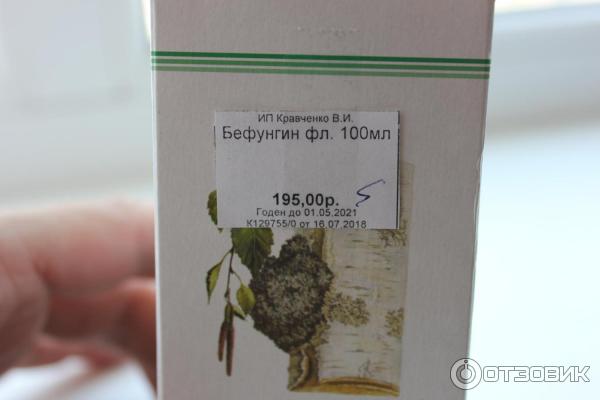 ИП Кравченко В.И.
Бефунгин фл. 100мл
195,00р. 5
Годен до 01.05.2021
К129755/0 от 16.07.2018
ОТЗОВИК